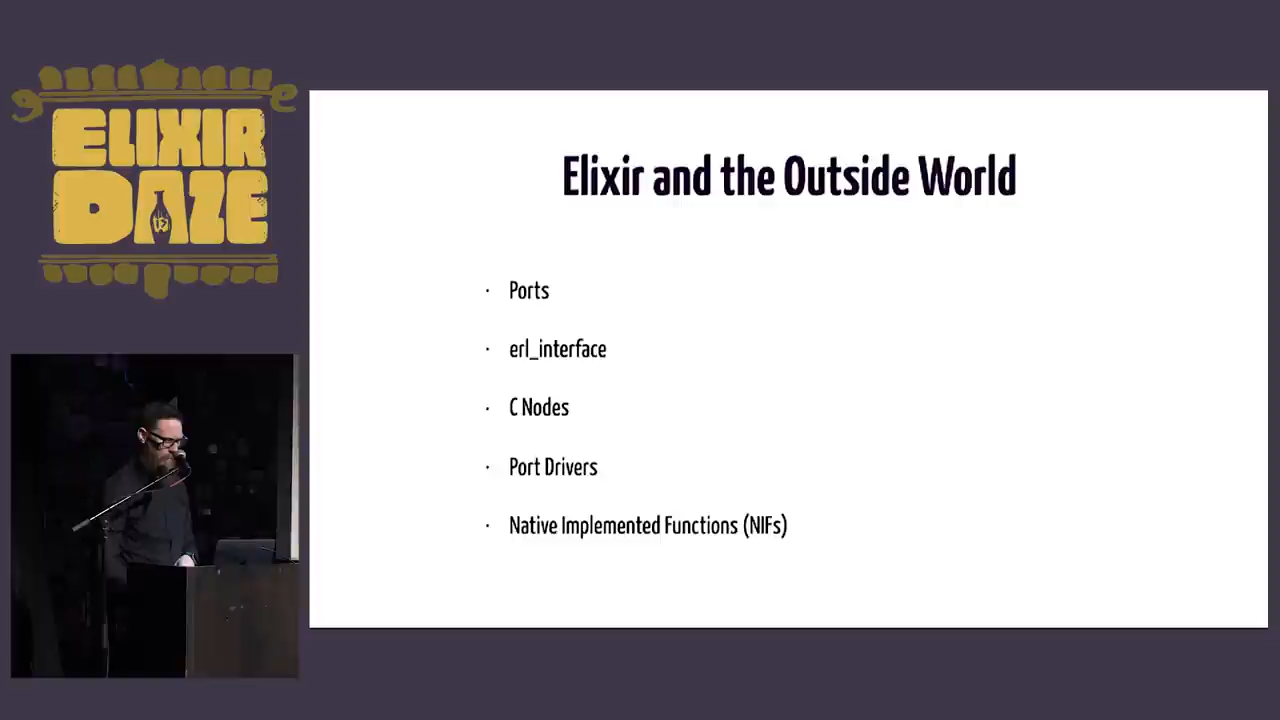 ELIXIR
DAZE
Elixir and the Outside World
· Ports
· erl_interface
· C Nodes
· Port Drivers
· Native Implemented Functions (NIFs)